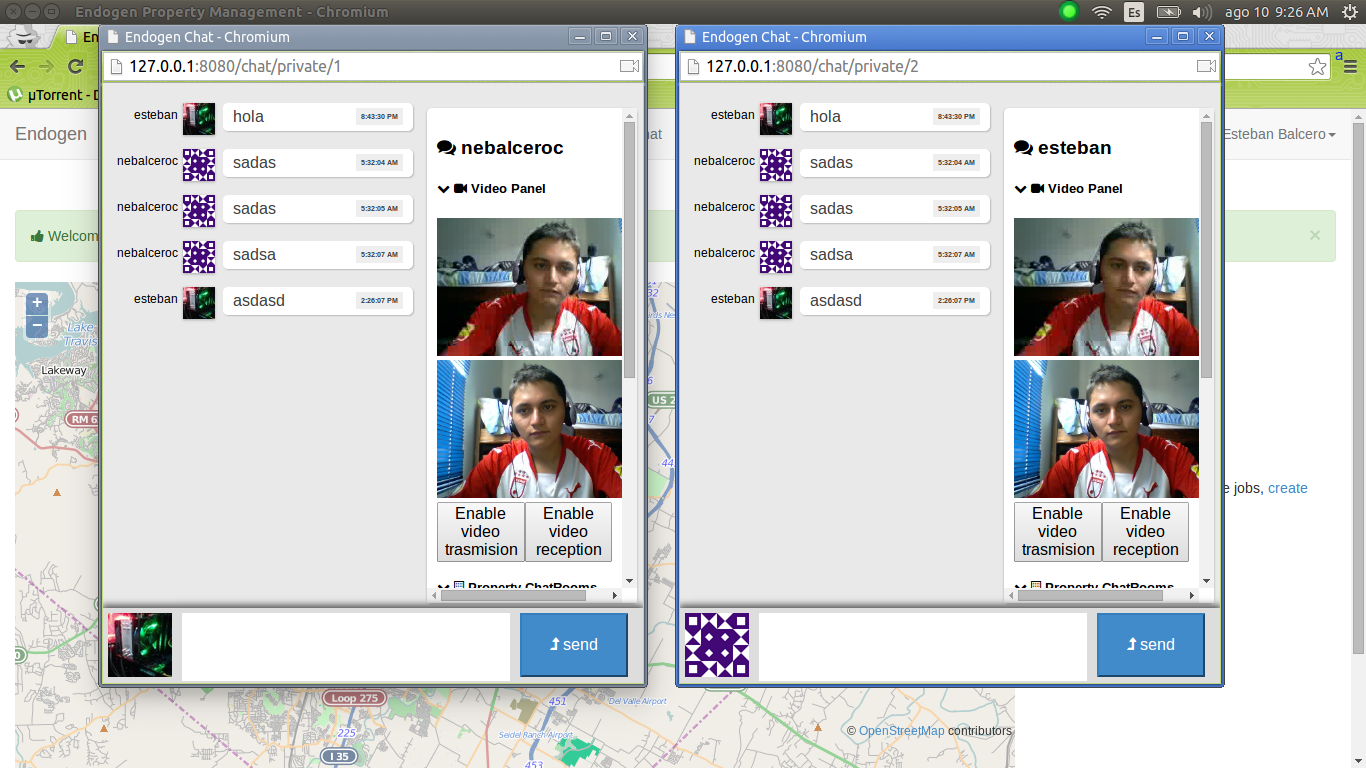 Endogen Property Management - Chromium
Es
ago 10 9:26 AM
En
a
µTorrent - D
Endogen
hat
Esteban Balcero
Welcom
×
+
−
Lake
Travis
Lakeway
RM 6
US 2
e jobs, create
Endogen Chat - Chromium
127.0.0.1:8080/chat/private/1
esteban hola 8:43:30 PM
nebalceroc sadas 5:32:04 AM
nebalceroc sadas 5:32:05 AM
nebalceroc sadsa 5:32:07 AM
esteban asdasd 2:26:07 PM
nebalceroc
Video Panel
Enable video trasmision
Enable video reception
Property ChatRooms
send
Endogen Chat - Chromium
127.0.0.1:8080/chat/private/2
esteban hola 8:43:30 PM
nebalceroc sadas 5:32:04 AM
nebalceroc sadas 5:32:05 AM
nebalceroc sadsa 5:32:07 AM
esteban asdasd 2:26:07 PM
esteban
Video Panel
Enable video trasmision
Enable video reception
Property ChatRooms
send
Loop 275
225
I 35
451
Del Valle Airport
Seidel Ranch Airport
© OpenStreetMap contributors